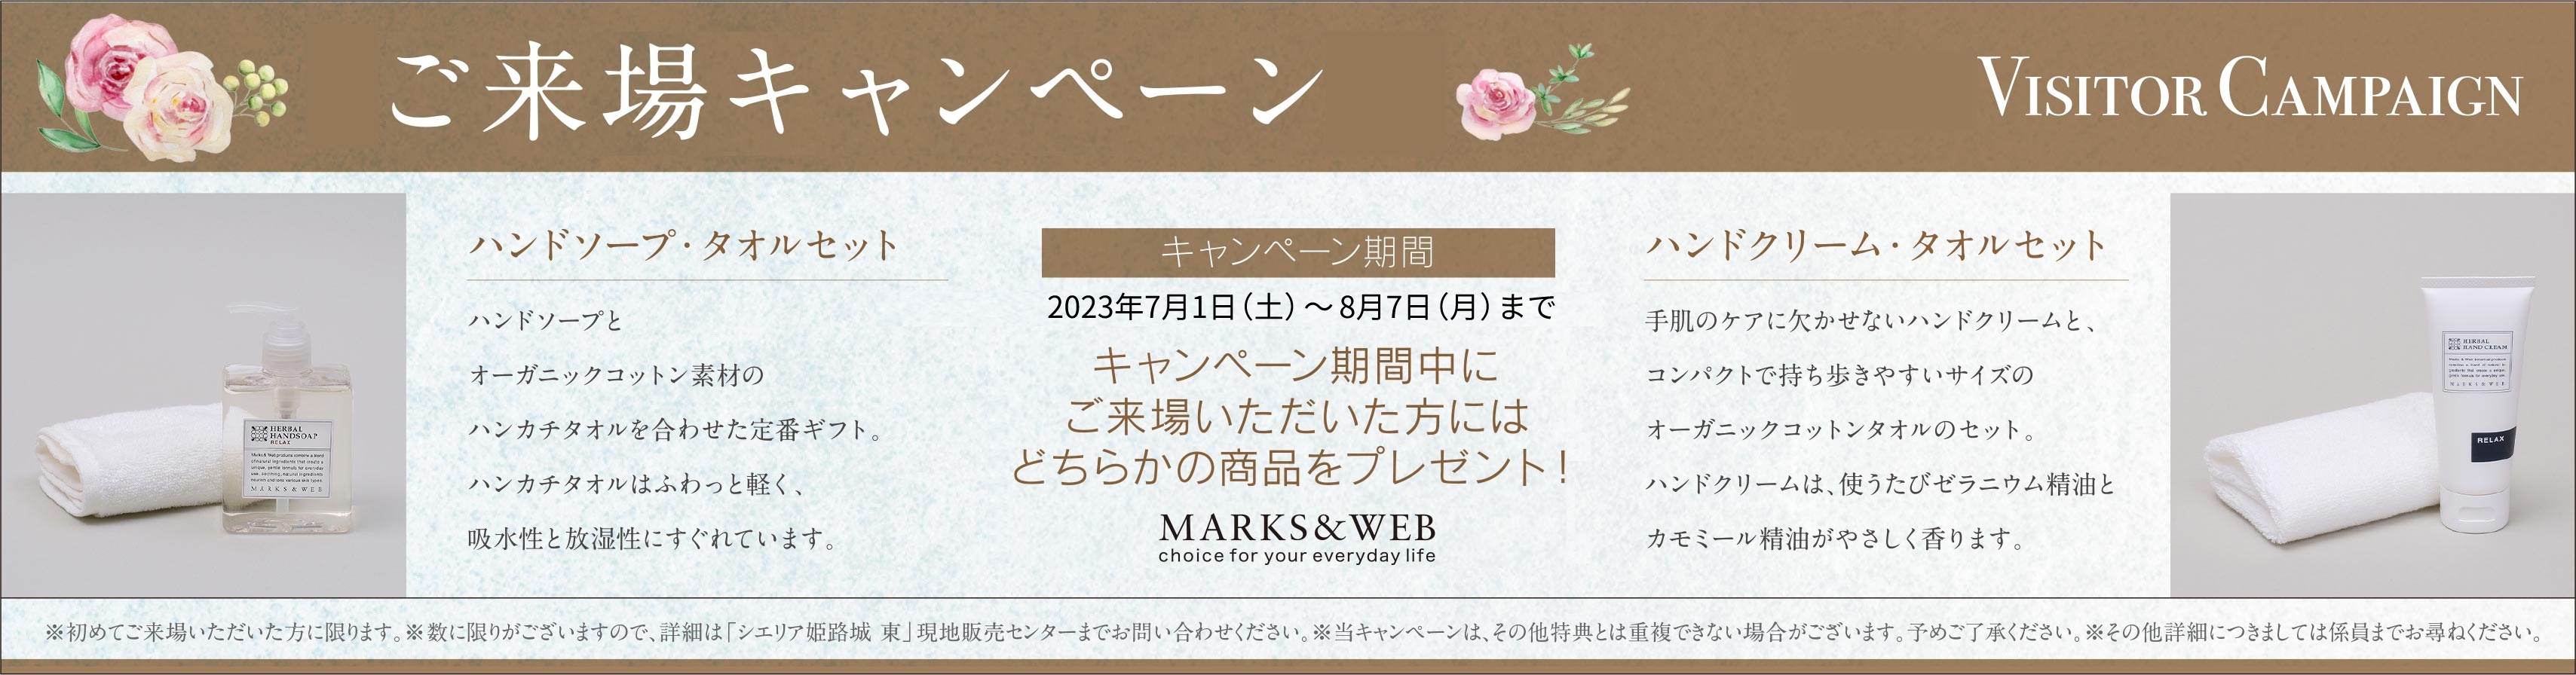 ご来場キャンペーン
VISITOR CAMPAIGN
ハンドソープ・タオルセット
ハンドソープと
オーガニックコットン素材の
ハンカチタオルを合わせた定番ギフト。
ハンカチタオルはふわっと軽く、
吸水性と放湿性にすぐれています。
HERBAL
HANDSOAP
RELAX
MARKS & WEB
キャンペーン期間
2023年7月1日（土）～8月7日（月）まで
キャンペーン期間中に
ご来場いただいた方には
どちらかの商品をプレゼント！
MARKS&WEB
choice for your everyday life
ハンドクリーム・タオルセット
手肌のケアに欠かせないハンドクリームと、
コンパクトで持ち歩きやすいサイズの
オーガニックコットンタオルのセット。
ハンドクリームは、使うたびゼラニウム精油と
カモミール精油がやさしく香ります。
HERBAL
HAND CREAM
MARKS & WEB
RELAX
※初めてご来場いただいた方に限ります。※数に限りがございますので、詳細は「シエリア姫路城 東」現地販売センターまでお問い合わせください。※当キャンペーンは、その他特典とは重複できない場合がございます。予めご了承ください。※その他詳細につきましては係員までお尋ねください。